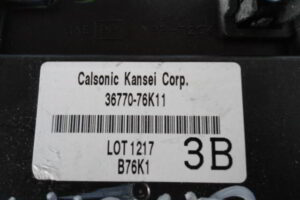 Calsonic Kansei Corp.
36770-76K11
LOT1217
B76K1
3B